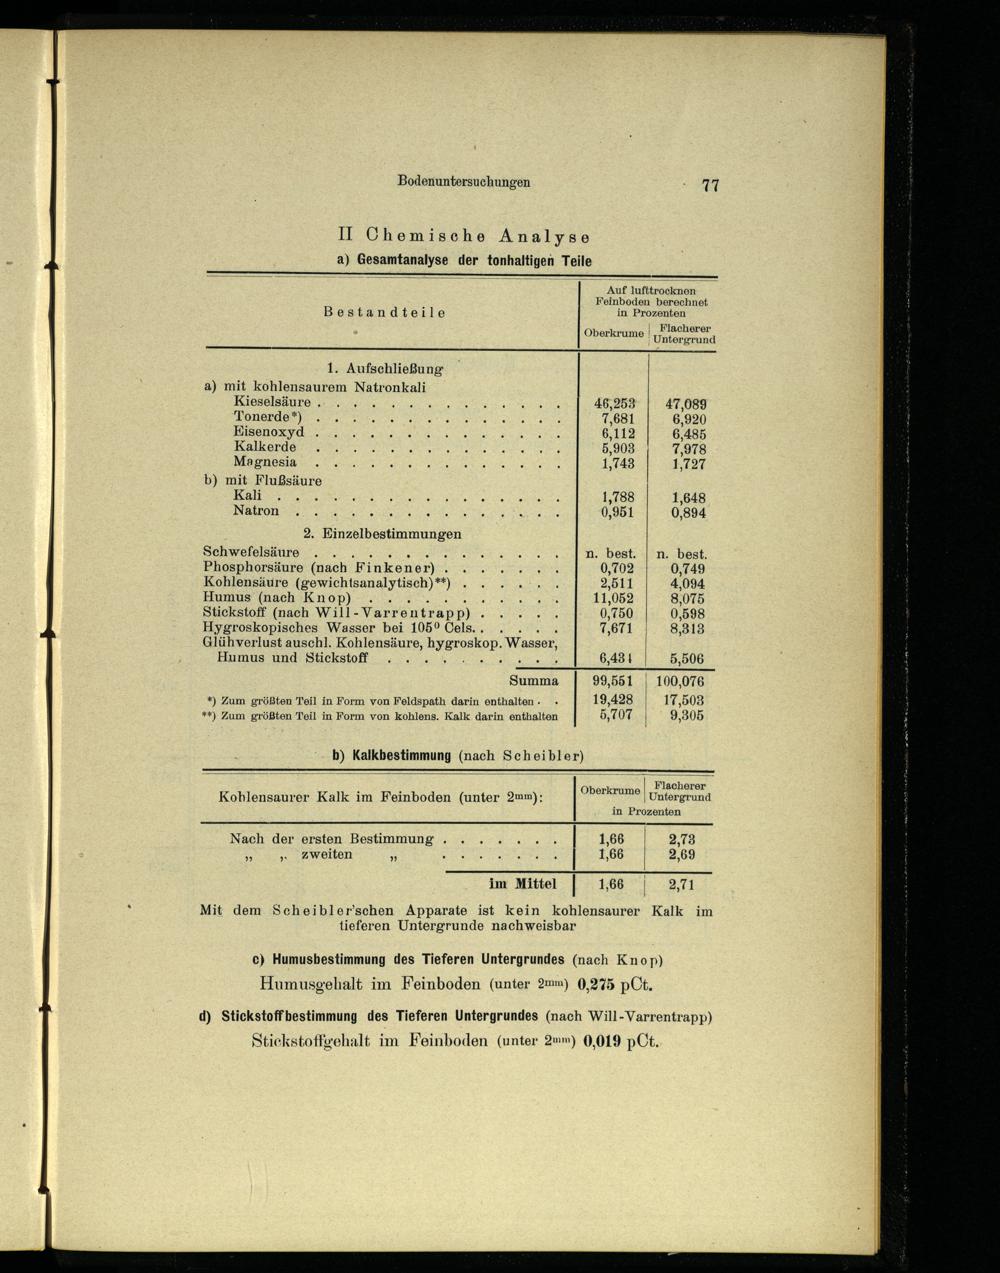 Bodenuntersuchungen 77
II Chemische Analyse
a) Gesamtanalyse der tonhaltigen Teile
Bestandteile
Auf lufttrocknen
Feinboden berechnet
in Prozenten
Oberkrume Flacherer Untergrund
1. Aufschließung
a) mit kohlensaurem Natronkali
Kieselsäure . . . . . . . . . . . . . . 46,253 47,089
Tonerde*) . . . . . . . . . . . . . . 7,681 6,920
Eisenoxyd . . . . . . . . . . . . . . 6,112 6,485
Kalkerde . . . . . . . . . . . . . . 5,903 7,978
Magnesia . . . . . . . . . . . . . . 1,743 1,727
b) mit Flußsäure
Kali . . . . . . . . . . . . . . . . 1,788 1,648
Natron . . . . . . . . . . . . . . . 0,951 0,894
2. Einzelbestimmungen
Schwefelsäure . . . . . . . . . . . . . . n. best. n. best.
Phosphorsäure (nach Finkener) . . . . . . . 0,702 0,749
Kohlensäure (gewichtsanalytisch)**) . . . . . . 2,511 4,094
Humus (nach Knop) . . . . . . . . . . . 11,052 8,075
Stickstoff (nach Will-Varrentrapp) . . . . . 0,750 0,598
Hygroskopisches Wasser bei 105° Cels. . . . . . 7,671 8,313
Glühverlust auschl. Kohlensäure, hygroskop. Wasser,
Humus und Stickstoff . . . . . . . . . . 6,434 5,506
Summa 99,551 100,076
*) Zum größten Teil in Form von Feldspath darin enthalten . . 19,428 17,503
**) Zum größten Teil in Form von kohlens. Kalk darin enthalten 5,707 9,305
b) Kalkbestimmung (nach Scheibler)
Kohlensaurer Kalk im Feinboden (unter 2mm):
Oberkrume Flacherer Untergrund
in Prozenten
Nach der ersten Bestimmung . . . . . . . 1,66 2,73
„ „ zweiten „ . . . . . . . 1,66 2,69
im Mittel 1,66 2,71
Mit dem Scheibler'schen Apparate ist kein kohlensaurer Kalk im
tieferen Untergrunde nachweisbar
c) Humusbestimmung des Tieferen Untergrundes (nach Knop)
Humusgehalt im Feinboden (unter 2mm) 0,275 pCt.
d) Stickstoffbestimmung des Tieferen Untergrundes (nach Will-Varrentrapp)
Stickstoffgehalt im Feinboden (unter 2mm) 0,019 pCt.